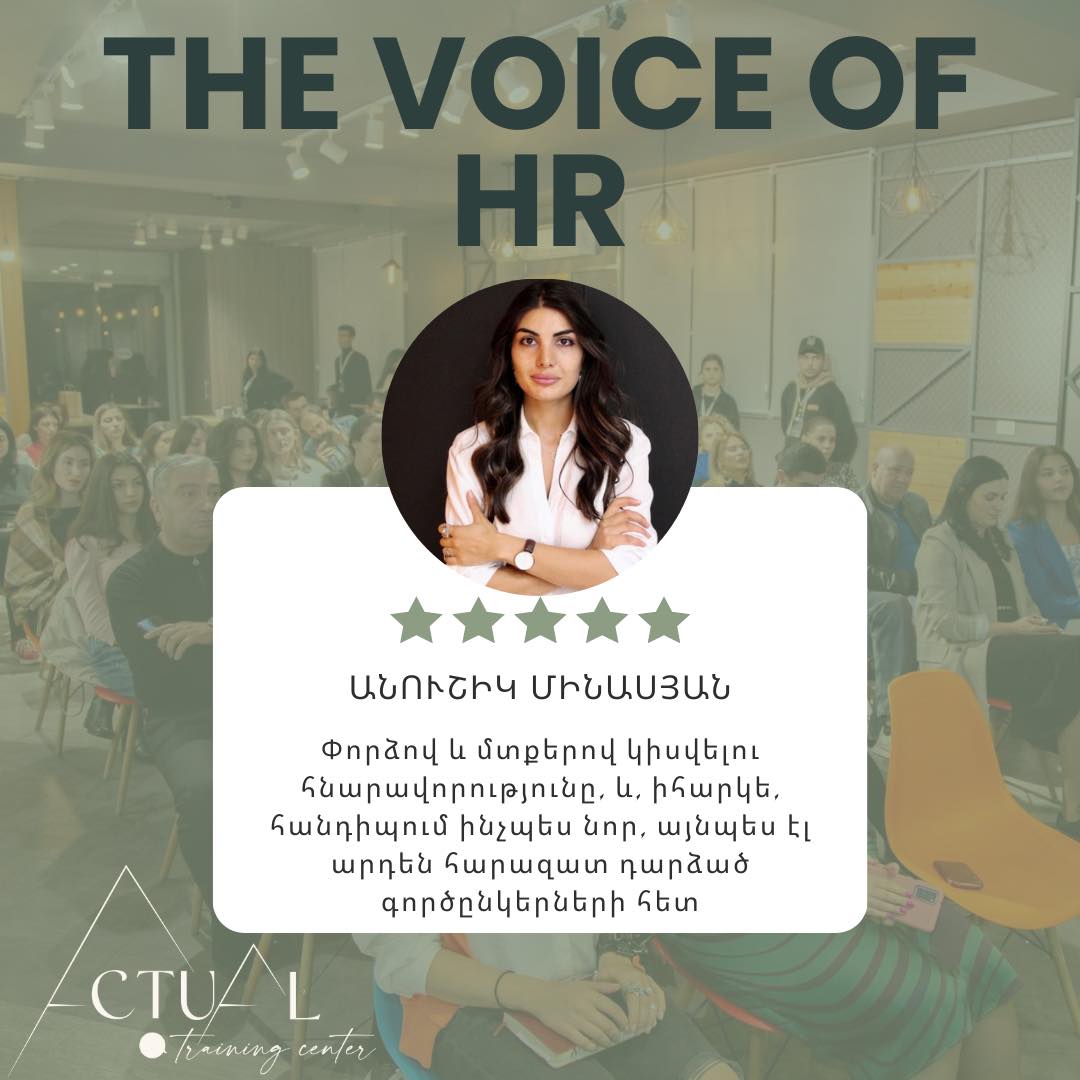 THE VOICE OF
HR
ԱՆՈՒՇԻԿ ՄԻՆԱՍՅԱՆ
Փորձով և մտքերով կիսվելու
հնարավորությունը, և, իհարկե,
հանդիպում ինչպես նոր, այնպես էլ
արդեն հարազատ դարձած
գործընկերների հետ
ACTUAL
training center